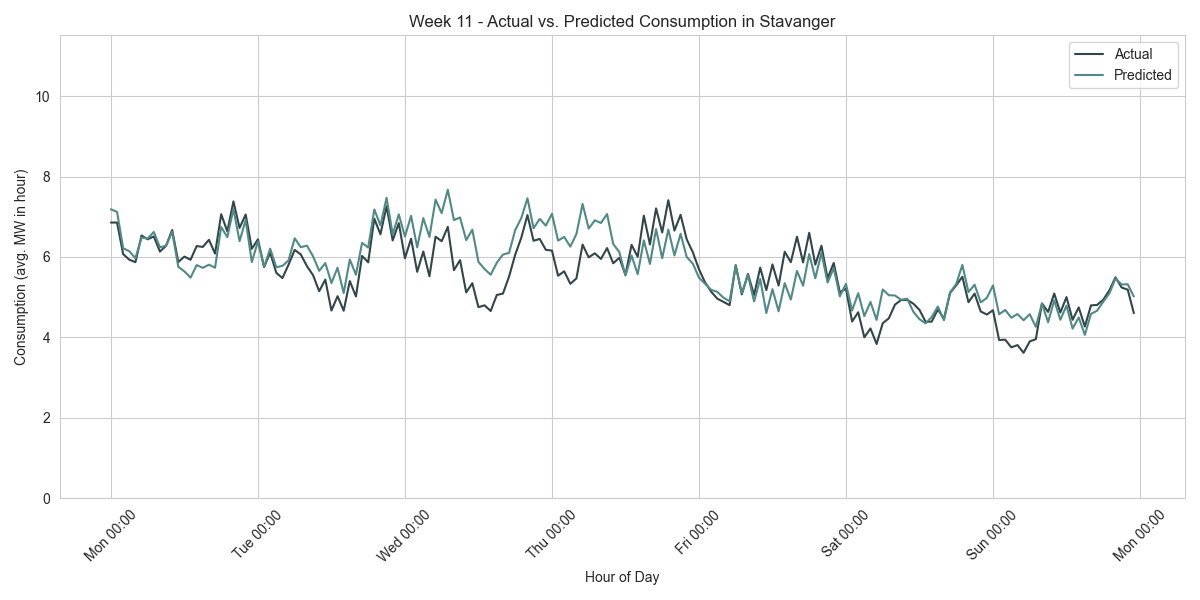 Week 11 - Actual vs. Predicted Consumption in Stavanger
Actual
Predicted
Consumption (avg. MW in hour)
10
8
6
4
2
0
Mon 00:00
Tue 00:00
Wed 00:00
Thu 00:00
Fri 00:00
Sat 00:00
Sun 00:00
Mon 00:00
Hour of Day